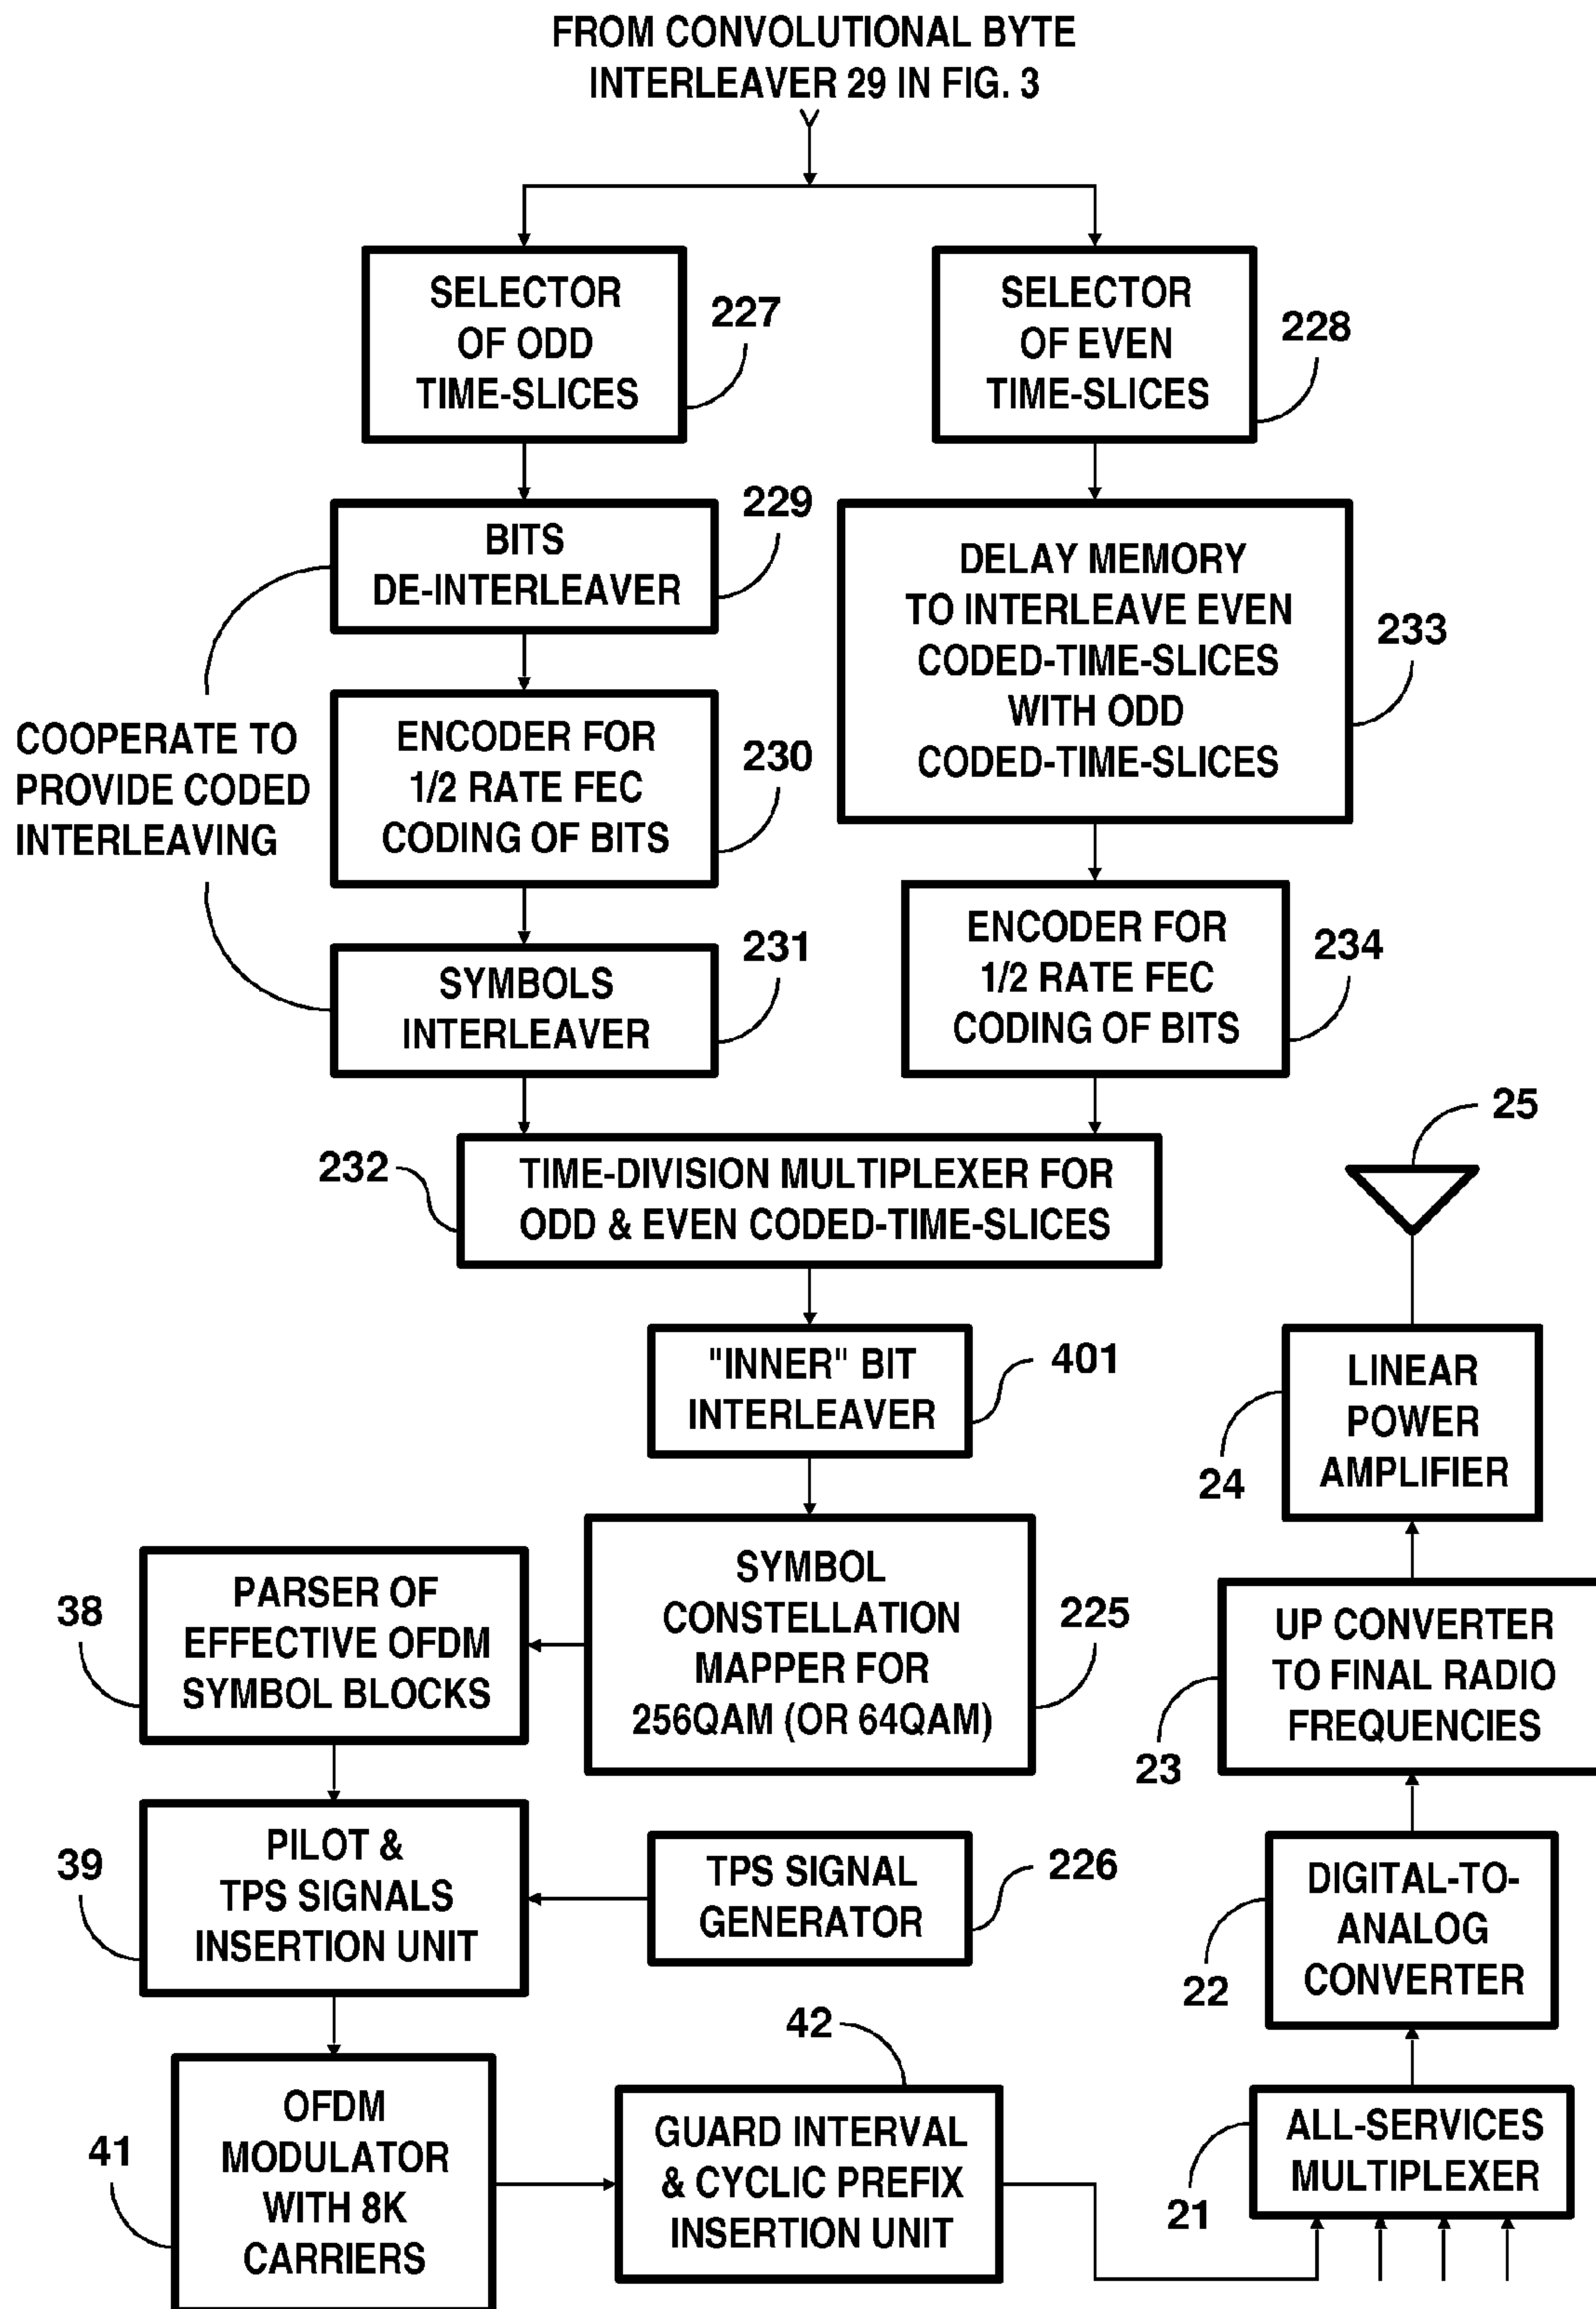 FROM CONVOLUTIONAL BYTE
INTERLEAVER 29 IN FIG. 3
SELECTOR
OF ODD
TIME-SLICES
227
SELECTOR
OF EVEN
TIME-SLICES
228
BITS
DE-INTERLEAVER
229
DELAY MEMORY
TO INTERLEAVE EVEN
CODED-TIME-SLICES
WITH ODD
CODED-TIME-SLICES
233
COOPERATE TO
PROVIDE CODED
INTERLEAVING
ENCODER FOR
1/2 RATE FEC
CODING OF BITS
230
SYMBOLS
INTERLEAVER
231
ENCODER FOR
1/2 RATE FEC
CODING OF BITS
234
232
TIME-DIVISION MULTIPLEXER FOR
ODD & EVEN CODED-TIME-SLICES
25
"INNER" BIT
INTERLEAVER
401
LINEAR
POWER
AMPLIFIER
24
SYMBOL
CONSTELLATION
MAPPER FOR
256QAM (OR 64QAM)
225
38
PARSER OF
EFFECTIVE OFDM
SYMBOL BLOCKS
UP CONVERTER
TO FINAL RADIO
FREQUENCIES
23
39
PILOT &
TPS SIGNALS
INSERTION UNIT
TPS SIGNAL
GENERATOR
226
DIGITAL-TO-
ANALOG
CONVERTER
22
41
OFDM
MODULATOR
WITH 8K
CARRIERS
42
GUARD INTERVAL
& CYCLIC PREFIX
INSERTION UNIT
ALL-SERVICES
MULTIPLEXER
21